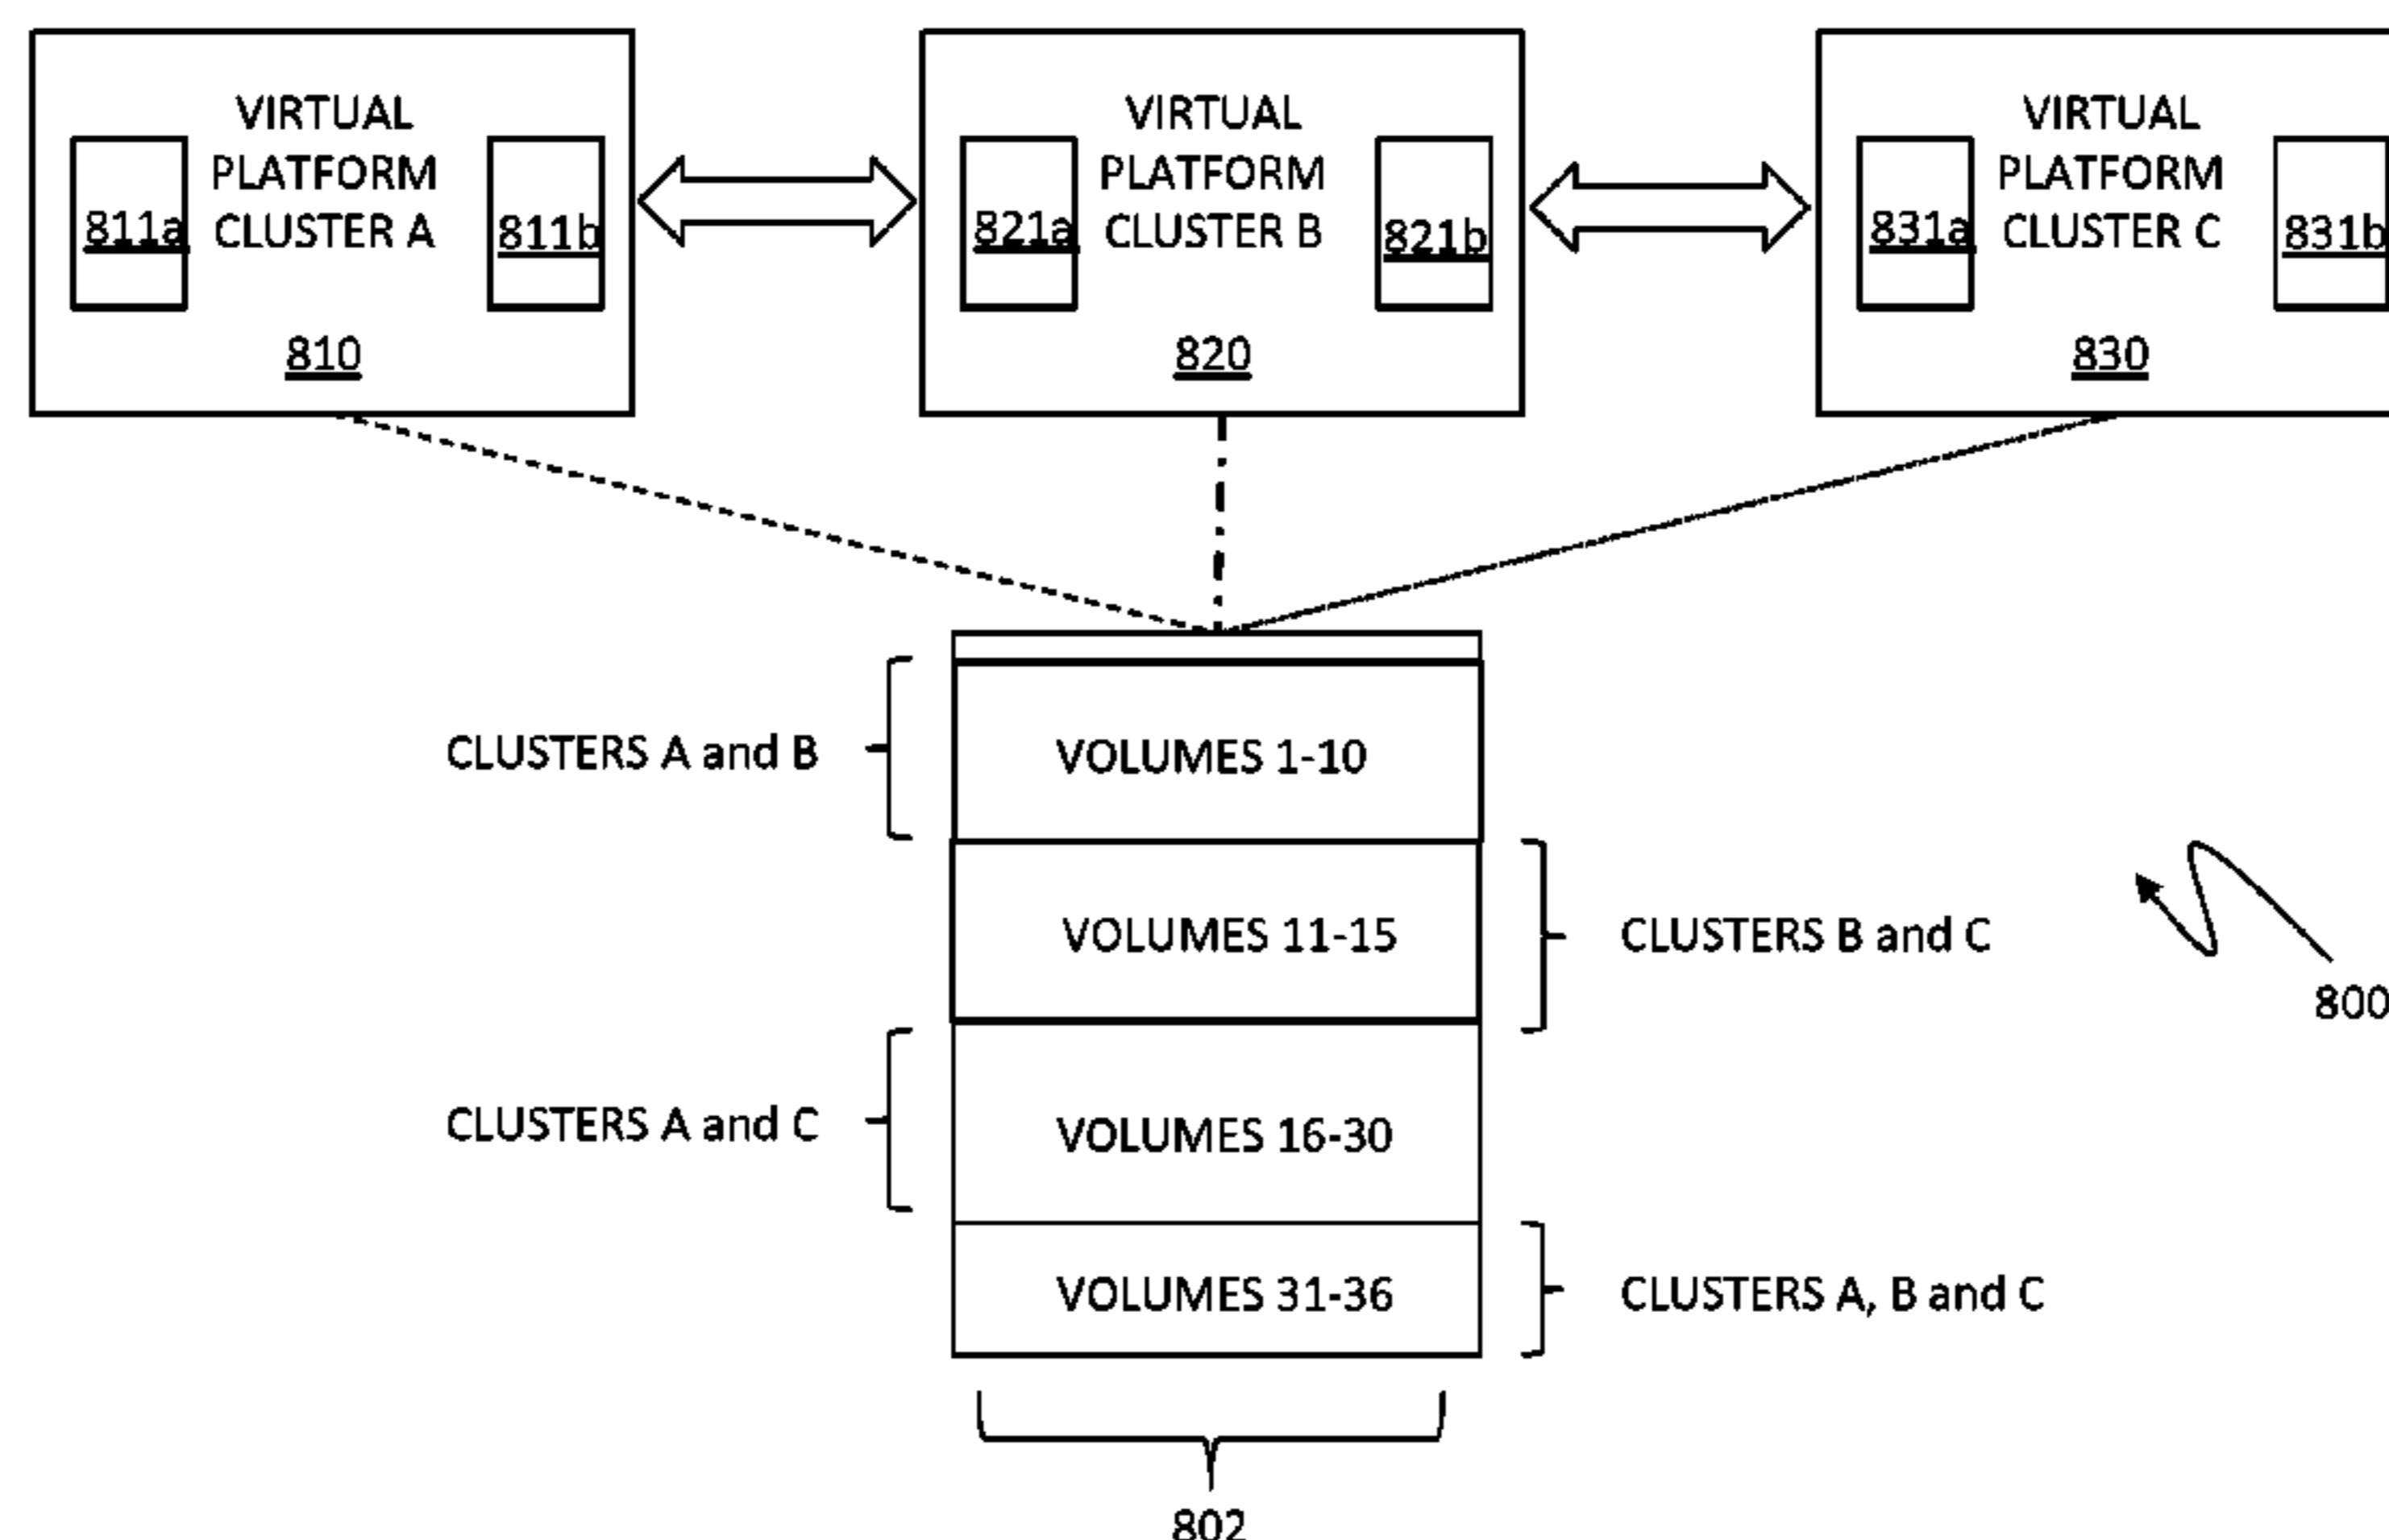 VIRTUAL
PLATFORM
CLUSTER A
811a
811b
810
VIRTUAL
PLATFORM
CLUSTER B
821a
821b
820
VIRTUAL
PLATFORM
CLUSTER C
831a
831b
830
CLUSTERS A and B
VOLUMES 1-10
VOLUMES 11-15
CLUSTERS B and C
800
CLUSTERS A and C
VOLUMES 16-30
VOLUMES 31-36
CLUSTERS A, B and C
802